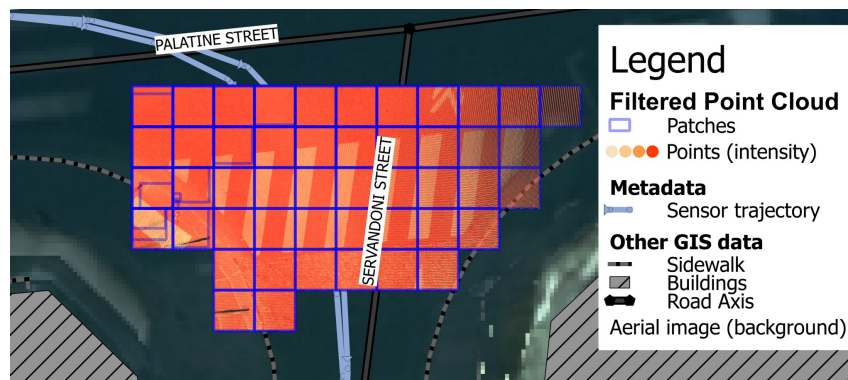 PALATINE STREET
SERVANDONI STREET
Legend
Filtered Point Cloud
Patches
Points (intensity)
Metadata
Sensor trajectory
Other GIS data
Sidewalk
Buildings
Road Axis
Aerial image (background)